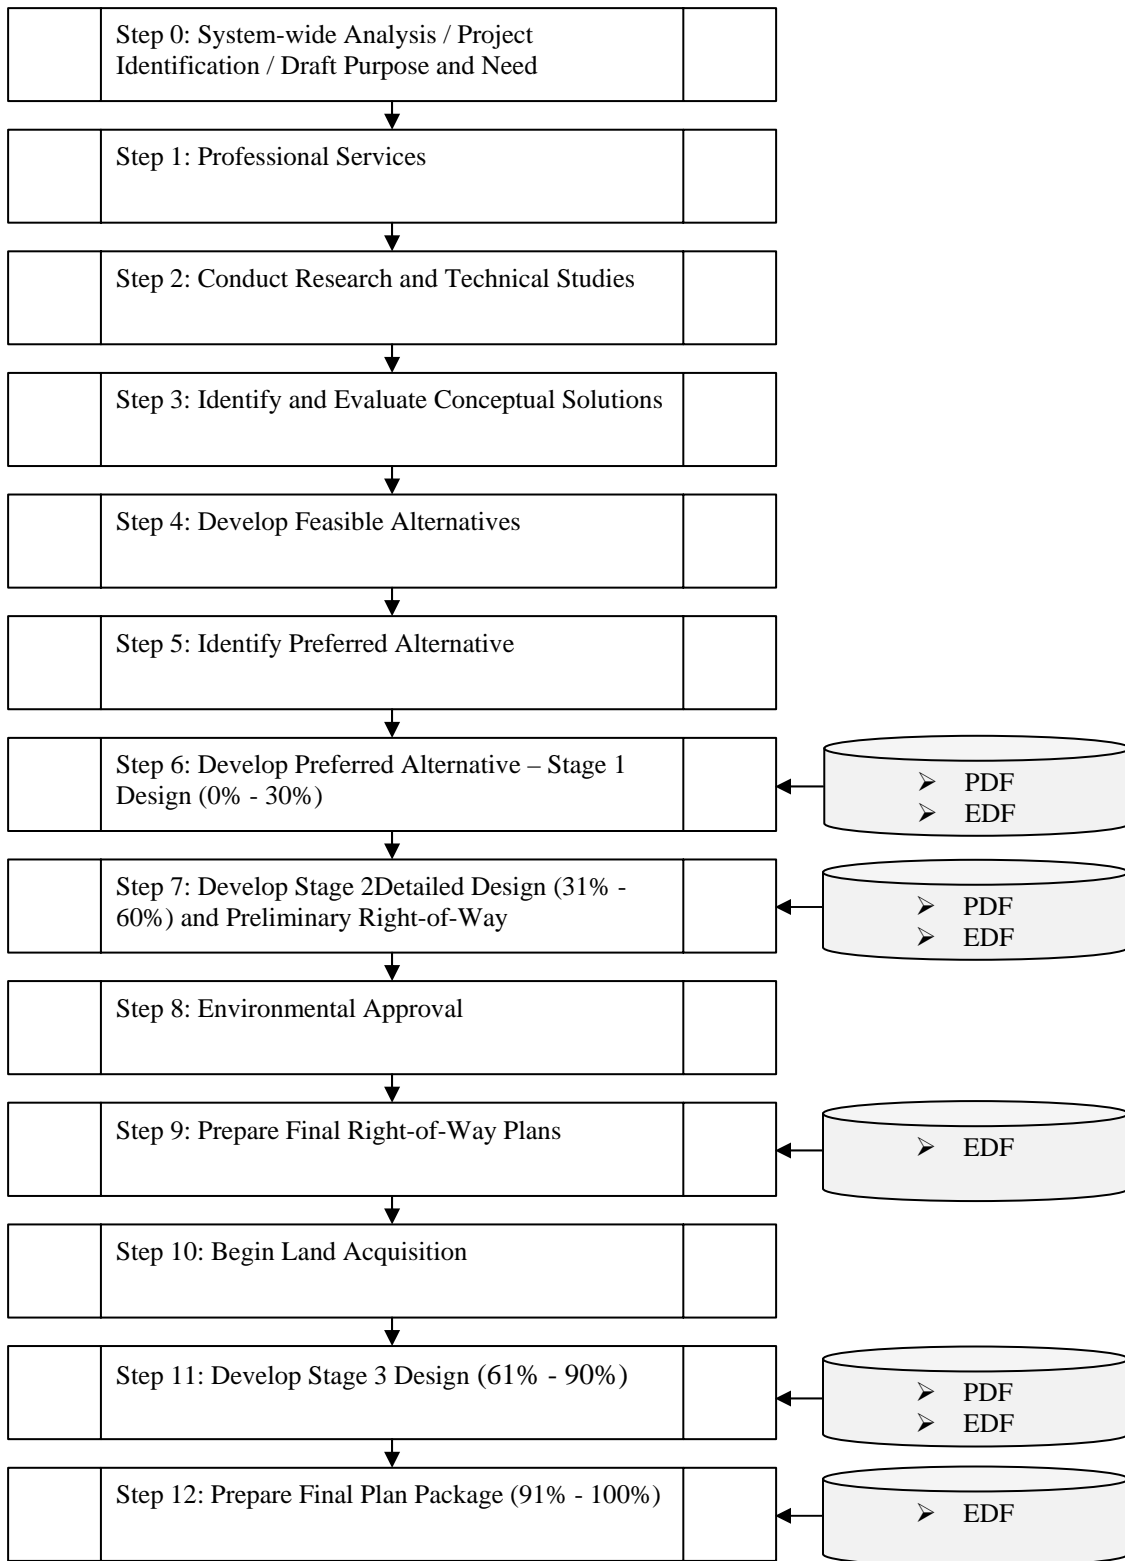 Step 0: System-wide Analysis / Project
Identification / Draft Purpose and Need
Step 1: Professional Services
Step 2: Conduct Research and Technical Studies
Step 3: Identify and Evaluate Conceptual Solutions
Step 4: Develop Feasible Alternatives
Step 5: Identify Preferred Alternative
Step 6: Develop Preferred Alternative – Stage 1
Design (0% - 30%)
➢ PDF
➢ EDF
Step 7: Develop Stage 2Detailed Design (31% -
60%) and Preliminary Right-of-Way
➢ PDF
➢ EDF
Step 8: Environmental Approval
Step 9: Prepare Final Right-of-Way Plans
➢ EDF
Step 10: Begin Land Acquisition
Step 11: Develop Stage 3 Design (61% - 90%)
➢ PDF
➢ EDF
Step 12: Prepare Final Plan Package (91% - 100%)
➢ EDF